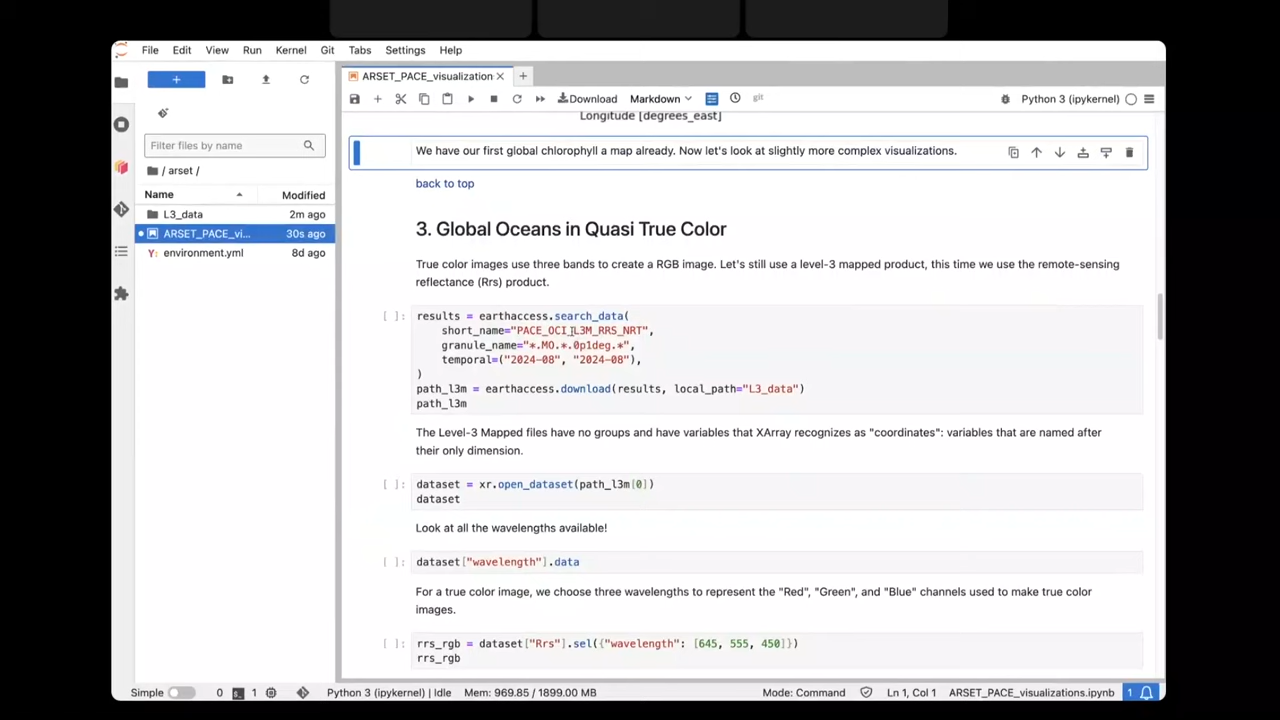 File Edit View Run Kernel Git Tabs Settings Help
ARSET_PACE_visualization
Download Markdown git Python 3 (ipykernel)
Filter files by name
/ arset /
Name Modified
L3_data 2m ago
ARSET_PACE_vi... 30s ago
Y: environment.yml 8d ago
Longitude [degrees_east]
We have our first global chlorophyll a map already. Now let's look at slightly more complex visualizations.
back to top
3. Global Oceans in Quasi True Color
True color images use three bands to create a RGB image. Let's still use a level-3 mapped product, this time we use the remote-sensing
reflectance (Rrs) product.
[ ]: results = earthaccess.search_data(
short_name="PACE_OCI_L3M_RRS_NRT",
granule_name="*.MO.*.0p1deg.*",
temporal=("2024-08", "2024-08"),
)
path_l3m = earthaccess.download(results, local_path="L3_data")
path_l3m
The Level-3 Mapped files have no groups and have variables that XArray recognizes as "coordinates": variables that are named after
their only dimension.
[ ]: dataset = xr.open_dataset(path_l3m[0])
dataset
Look at all the wavelengths available!
[ ]: dataset["wavelength"].data
For a true color image, we choose three wavelengths to represent the "Red", "Green", and "Blue" channels used to make true color
images.
[ ]: rrs_rgb = dataset["Rrs"].sel({"wavelength": [645, 555, 450]})
rrs_rgb
Simple 0 1 Python 3 (ipykernel) | Idle Mem: 969.85 / 1899.00 MB Mode: Command Ln 1, Col 1 ARSET_PACE_visualizations.ipynb 1